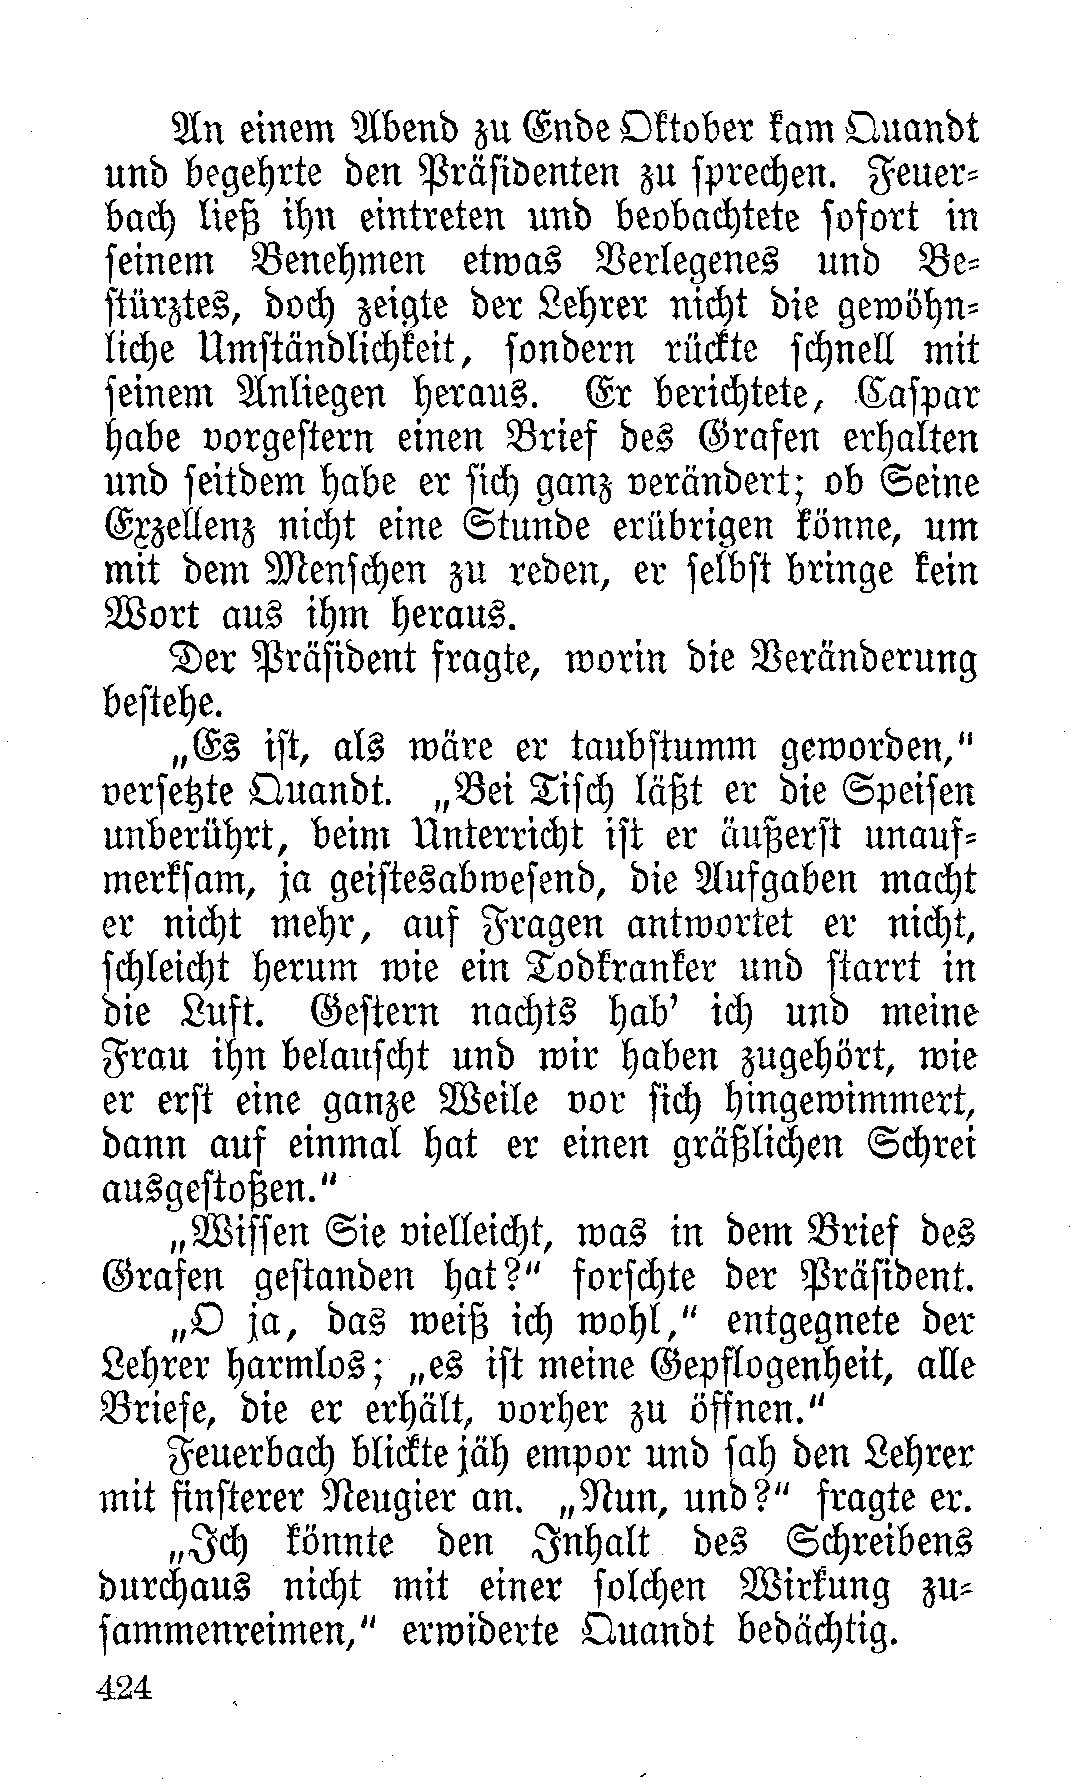 An einem Abend zu Ende Oktober kam Quandt
und begehrte den Präsidenten zu sprechen. Feuer-
bach ließ ihn eintreten und beobachtete sofort in
seinem Benehmen etwas Verlegenes und Be-
stürztes, doch zeigte der Lehrer nicht die gewöhn-
liche Umständlichkeit, sondern rückte schnell mit
seinem Anliegen heraus. Er berichtete, Caspar
habe vorgestern einen Brief des Grafen erhalten
und seitdem habe er sich ganz verändert; ob Seine
Exzellenz nicht eine Stunde erübrigen könne, um
mit dem Menschen zu reden, er selbst bringe kein
Wort aus ihm heraus.
Der Präsident fragte, worin die Veränderung
bestehe.
„Es ist, als wäre er taubstumm geworden,"
versetzte Quandt. „Bei Tisch läßt er die Speisen
unberührt, beim Unterricht ist er äußerst unauf-
merksam, ja geistesabwesend, die Aufgaben macht
er nicht mehr, auf Fragen antwortet er nicht,
schleicht herum wie ein Todkranker und starrt in
die Luft. Gestern nachts hab' ich und meine
Frau ihn belauscht und wir haben zugehört, wie
er erst eine ganze Weile vor sich hingewimmert,
dann auf einmal hat er einen gräßlichen Schrei
ausgestoßen."
„Wissen Sie vielleicht, was in dem Brief des
Grafen gestanden hat?" forschte der Präsident.
„O ja, das weiß ich wohl," entgegnete der
Lehrer harmlos; „es ist meine Gepflogenheit, alle
Briefe, die er erhält, vorher zu öffnen."
Feuerbach blickte jäh empor und sah den Lehrer
mit finsterer Neugier an. „Nun, und?" fragte er.
„Ich könnte den Inhalt des Schreibens
durchaus nicht mit einer solchen Wirkung zu-
sammenreimen," erwiderte Quandt bedächtig.
424